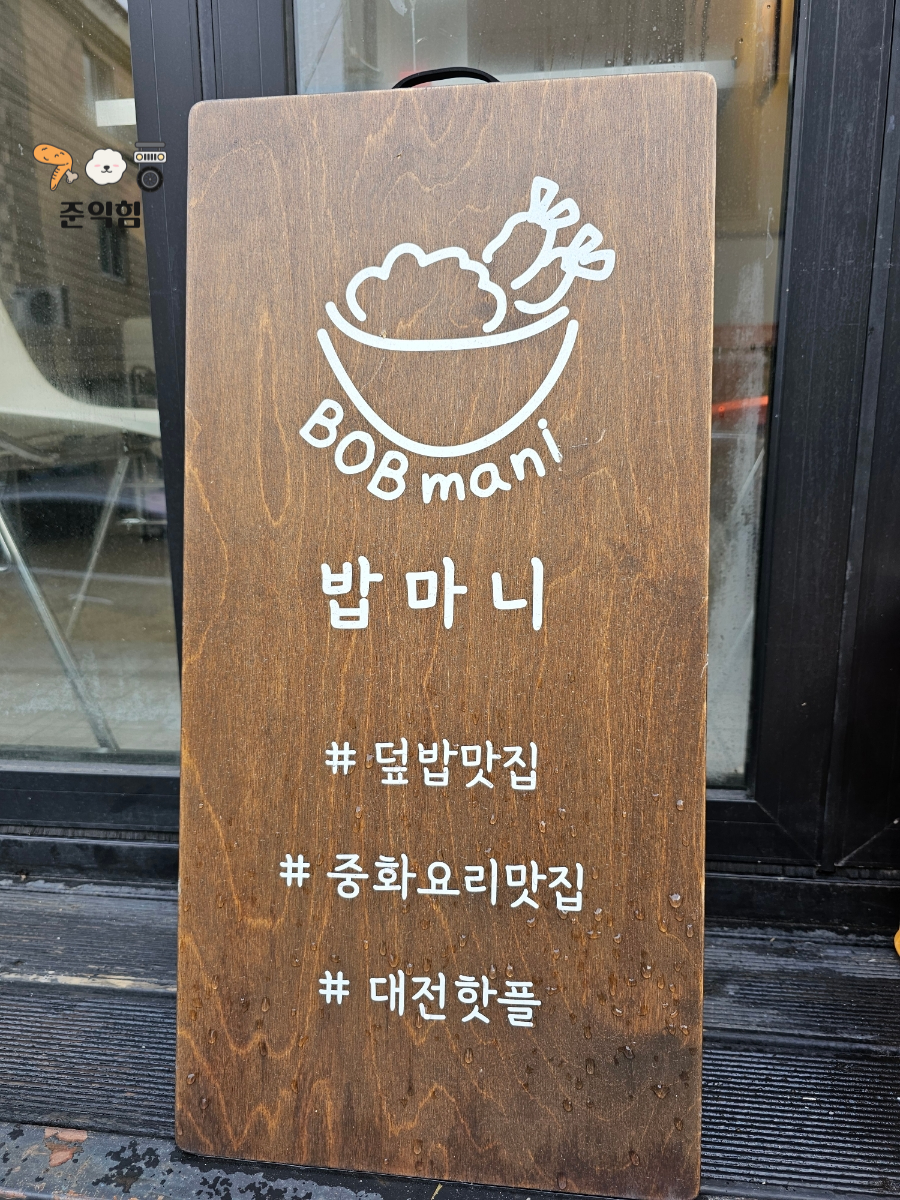 준익힘
BOBmani
밥마니
# 덮밥맛집
# 중화요리맛집
# 대전핫플